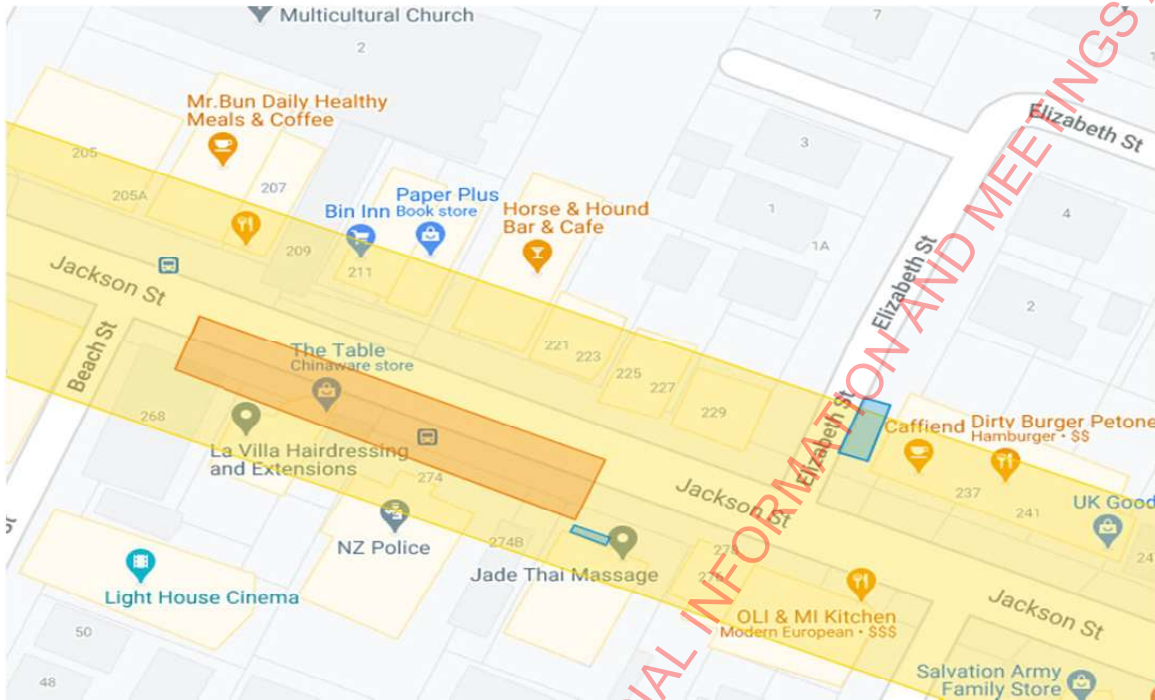 Multicultural Church
2
7
Mr.Bun Daily Healthy
Meals & Coffee
Elizabeth St
3
205
205A
207
Paper Plus
Book store
Bin Inn
Horse & Hound
Bar & Cafe
1
4
1A
209
211
Elizabeth St
2
Jackson St
Beach St
The Table
Chinaware store
221
223
225
227
229
268
Elizabeth St
Caffiend
Dirty Burger Petone
Hamburger · $$
La Villa Hairdressing
and Extensions
274
Jackson St
237
241
UK Good
NZ Police
274B
Jade Thai Massage
24
Light House Cinema
OLI & MI Kitchen
Modern European · $$$
Jackson St
50
48
Salvation Army
Family Store
IAL INFORMATION AND MEETINGS